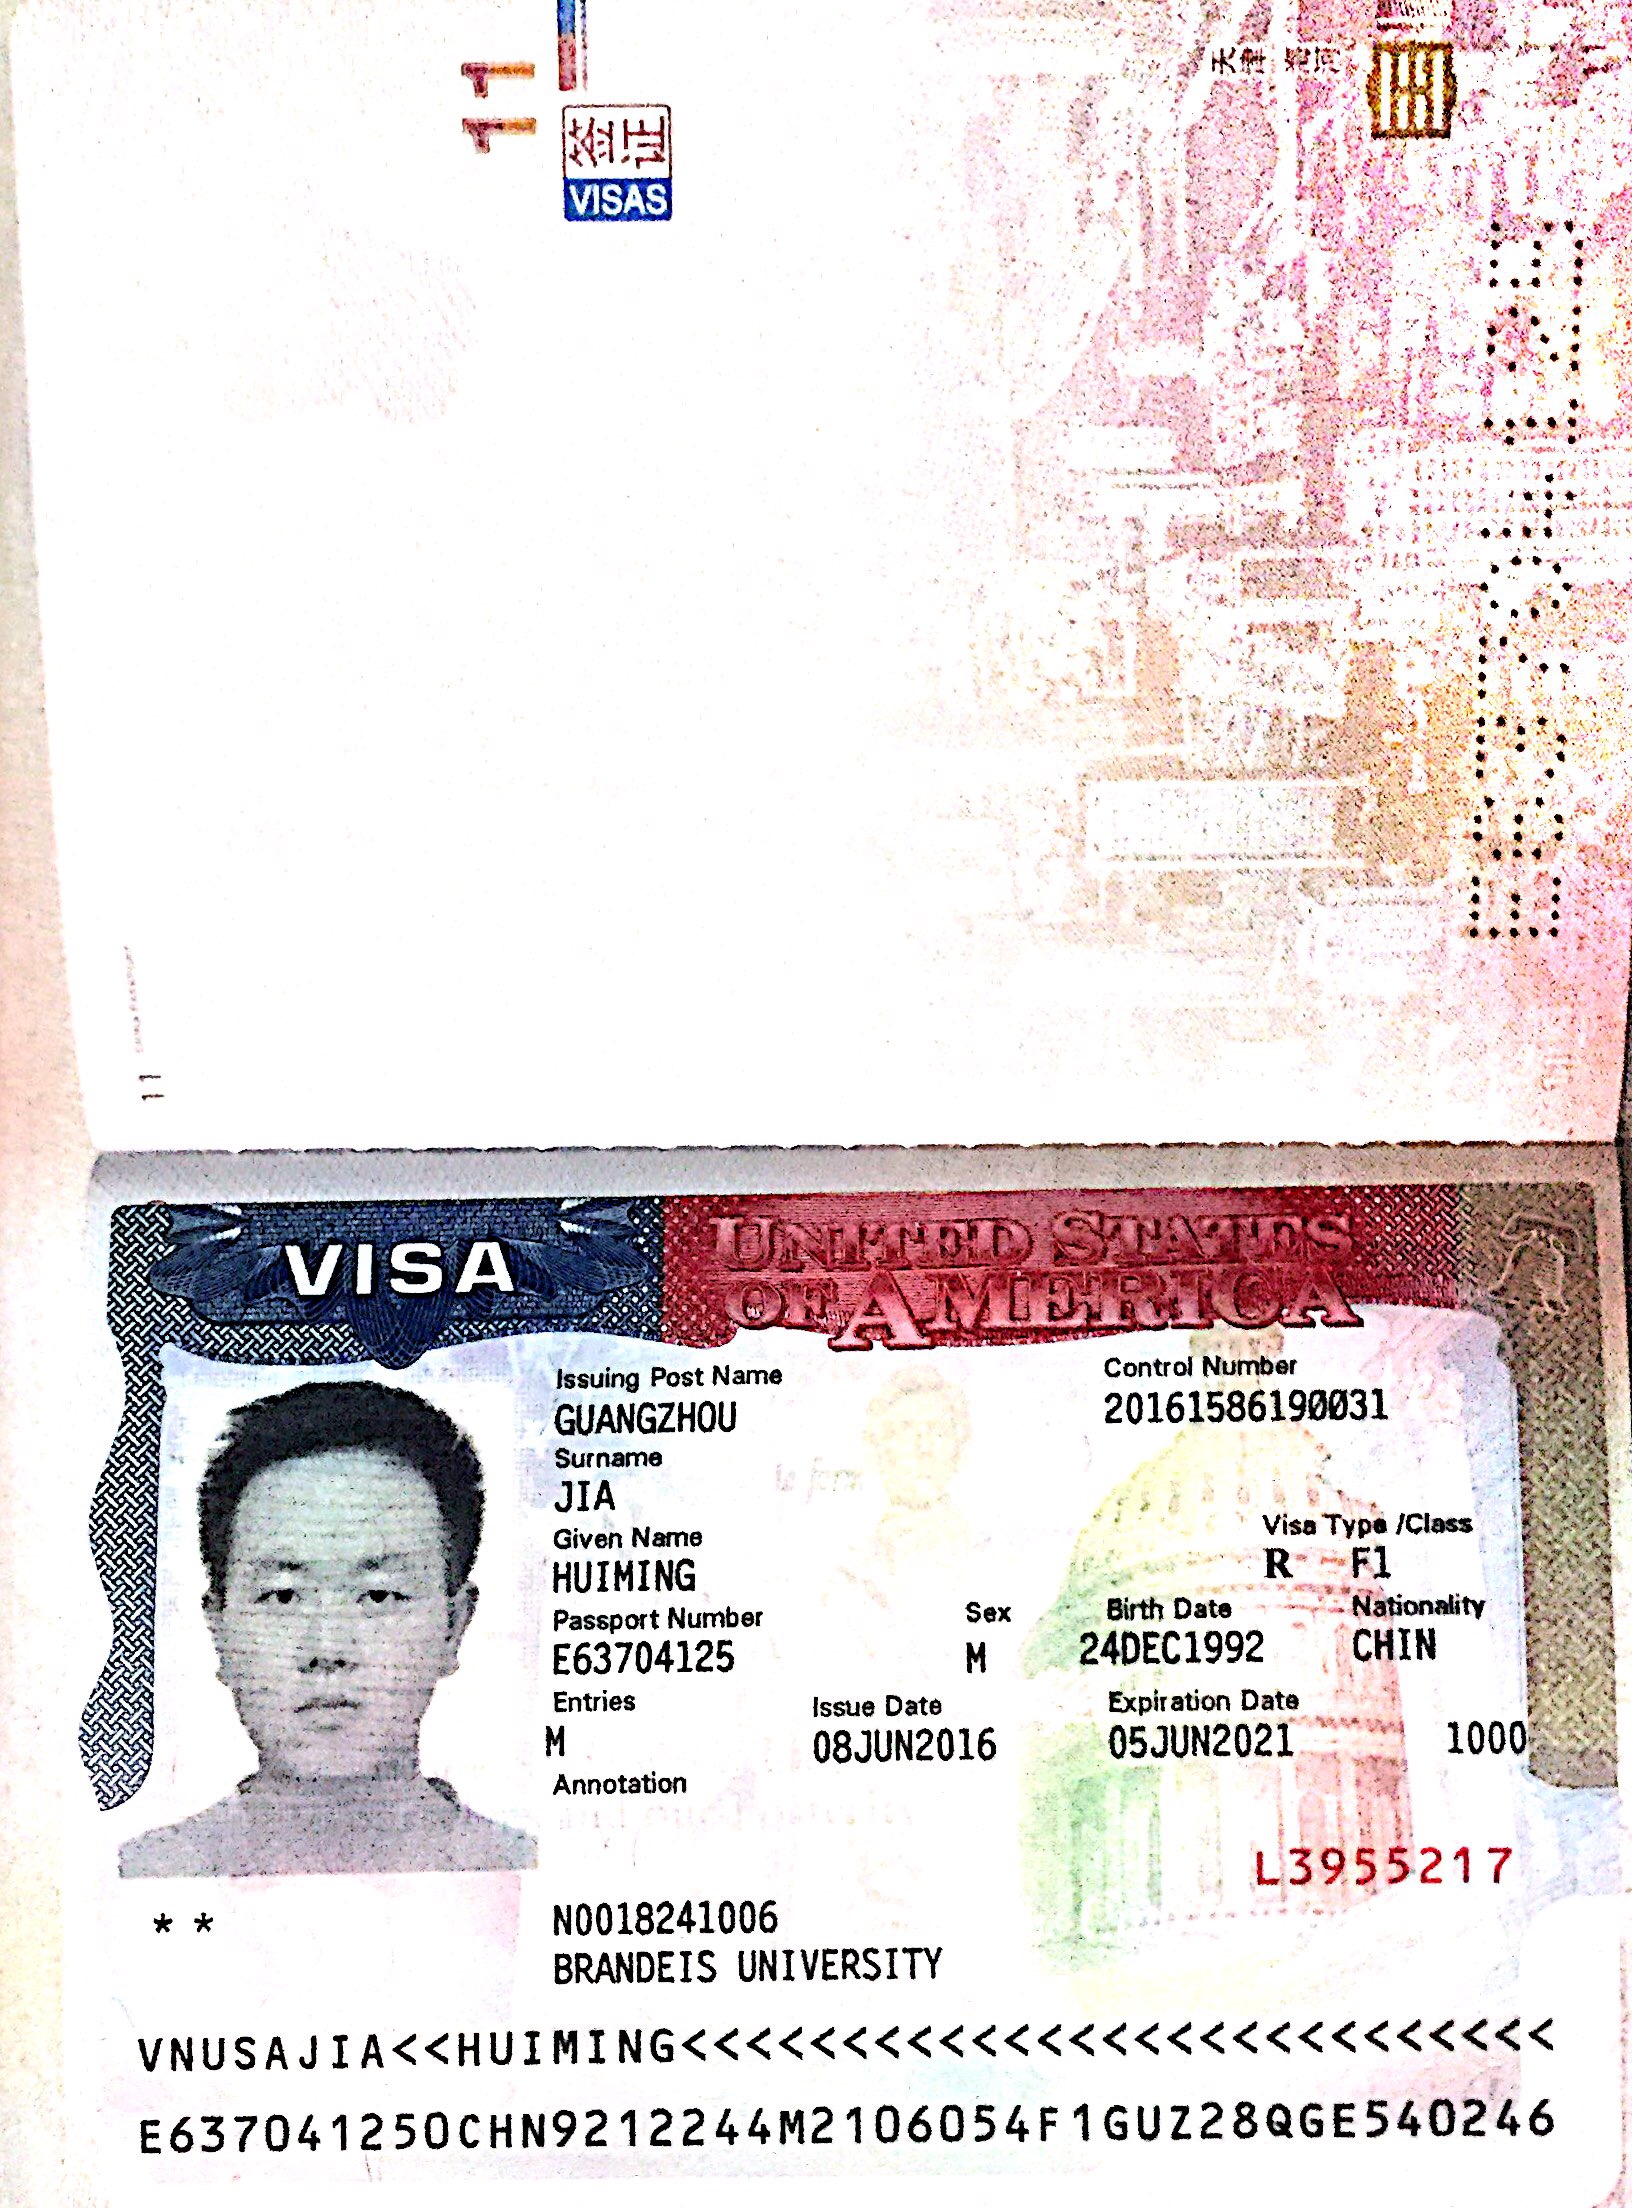 11
签证
VISAS
11
VISA
UNITED STATES
OF AMERICA
Issuing Post Name
GUANGZHOU
Control Number
20161586190031
Surname
JIA
Given Name
HUIMING
Visa Type /Class
R F1
Passport Number
E63704125
Sex
M
Birth Date
24DEC1992
Nationality
CHIN
Entries
M
Issue Date
08JUN2016
Expiration Date
05JUN2021
1000
Annotation
L3955217
**
N0018241006
BRANDEIS UNIVERSITY
VNUSAJIA<<HUIMING<<<<<<<<<<<<<<<<<<<<<<<<<<<
E637041250CHN9212244M2106054F1GUZ28QGE540246